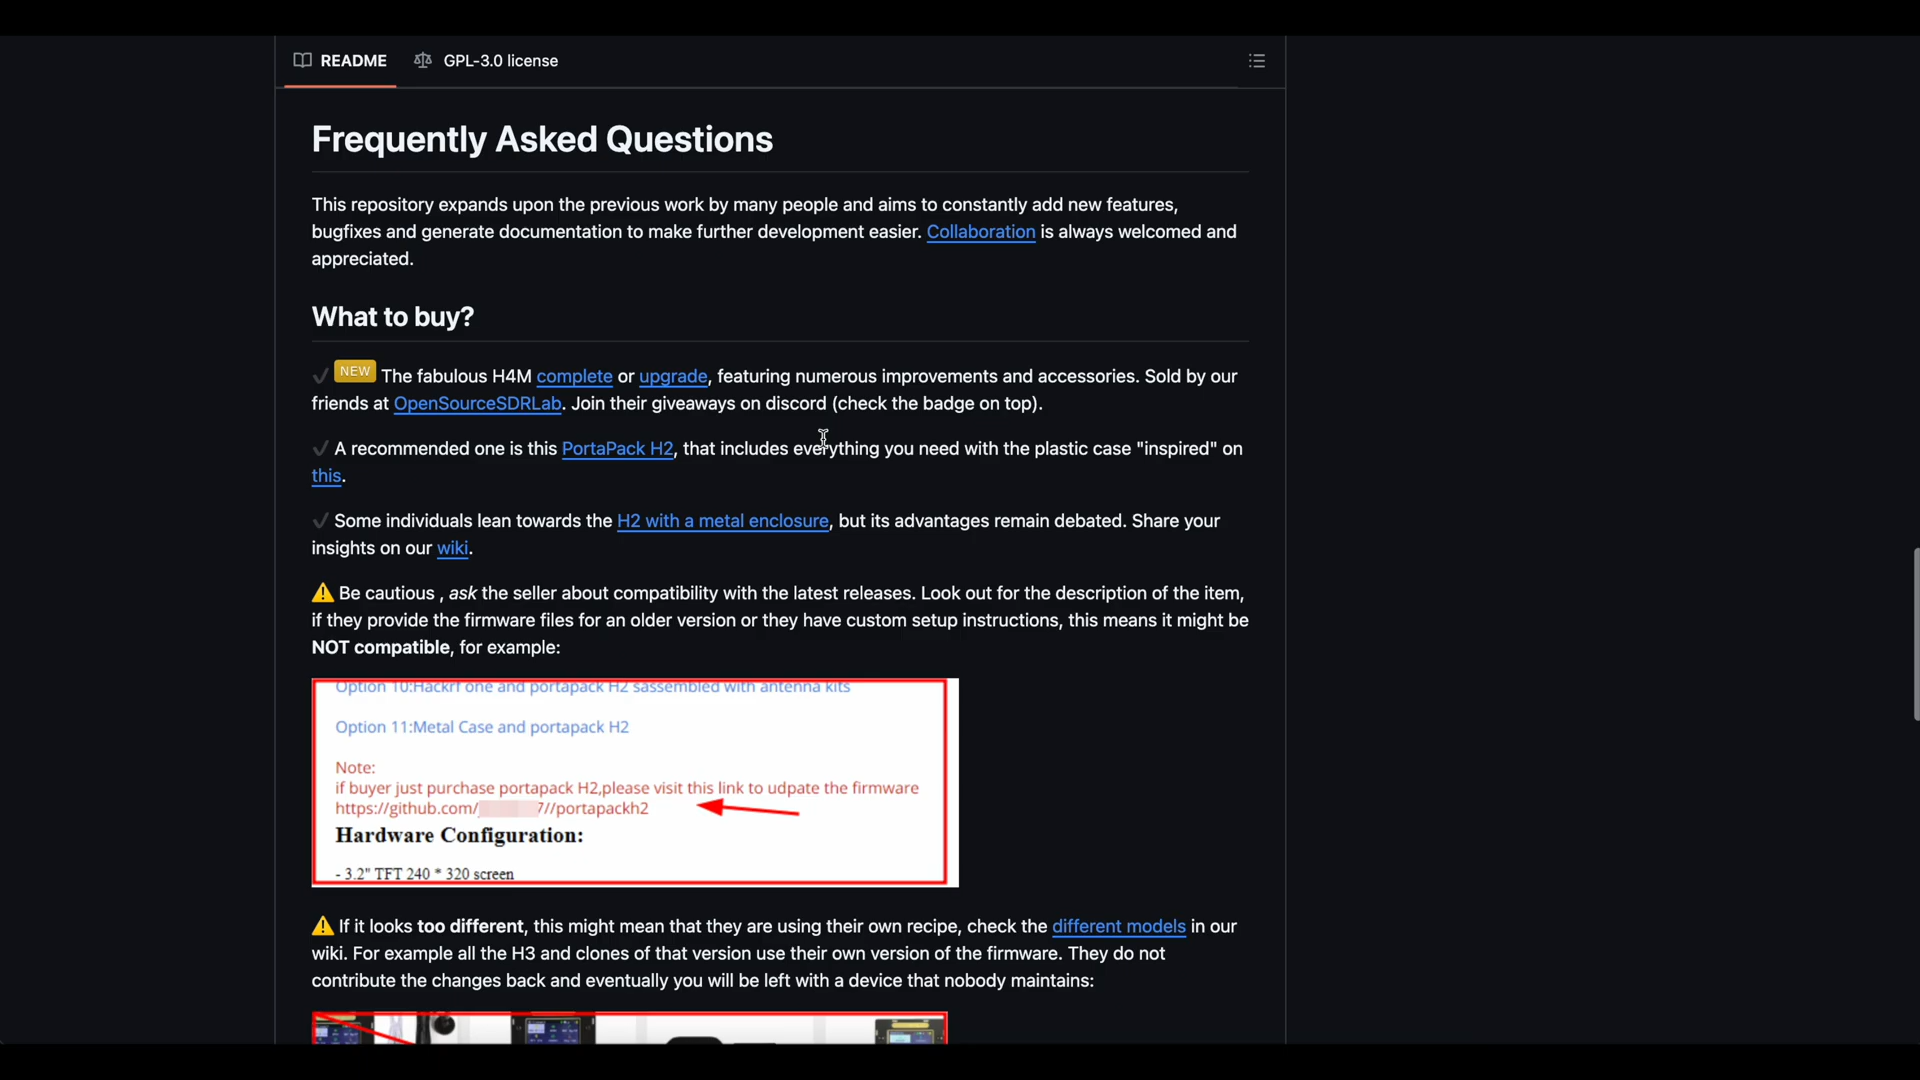 README GPL-3.0 license
Frequently Asked Questions
This repository expands upon the previous work by many people and aims to constantly add new features,
bugfixes and generate documentation to make further development easier. Collaboration is always welcomed and
appreciated.
What to buy?
NEW The fabulous H4M complete or upgrade, featuring numerous improvements and accessories. Sold by our
friends at OpenSourceSDRLab. Join their giveaways on discord (check the badge on top).
A recommended one is this PortaPack H2, that includes everything you need with the plastic case "inspired" on
this.
Some individuals lean towards the H2 with a metal enclosure, but its advantages remain debated. Share your
insights on our wiki.
Be cautious , ask the seller about compatibility with the latest releases. Look out for the description of the item,
if they provide the firmware files for an older version or they have custom setup instructions, this means it might be
NOT compatible, for example:
Option 10:Hackrf one and portapack H2 sassembled with antenna kits
Option 11:Metal Case and portapack H2
Note:
if buyer just purchase portapack H2,please visit this link to udpate the firmware
https://github.com/ 7//portapackh2
Hardware Configuration:
- 3.2" TFT 240 * 320 screen
If it looks too different, this might mean that they are using their own recipe, check the different models in our
wiki. For example all the H3 and clones of that version use their own version of the firmware. They do not
contribute the changes back and eventually you will be left with a device that nobody maintains: